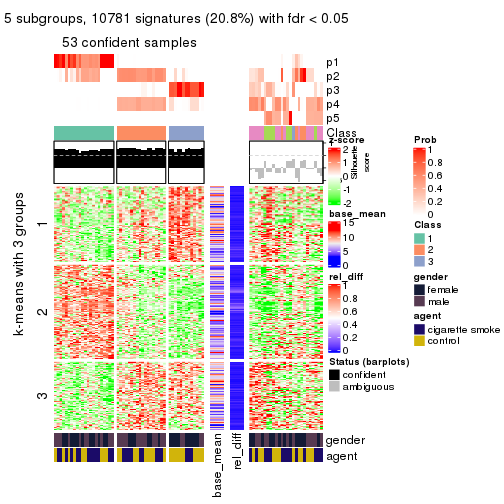 5 subgroups, 10781 signatures (20.8%) with fdr < 0.05
53 confident samples
p1
p2
p3
p4
p5
Class
k-means with 3 groups
1
2
3
gender
agent
base_mean
rel_diff
z-score
2
1
0
-1
-2
Silhouette score
base_mean
15
10
5
0
rel_diff
1
0.8
0.6
0.4
0.2
0
Status (barplots)
confident
ambiguous
Prob
1
0.8
0.6
0.4
0.2
0
Class
1
2
3
gender
female
male
agent
cigarette smoke
control